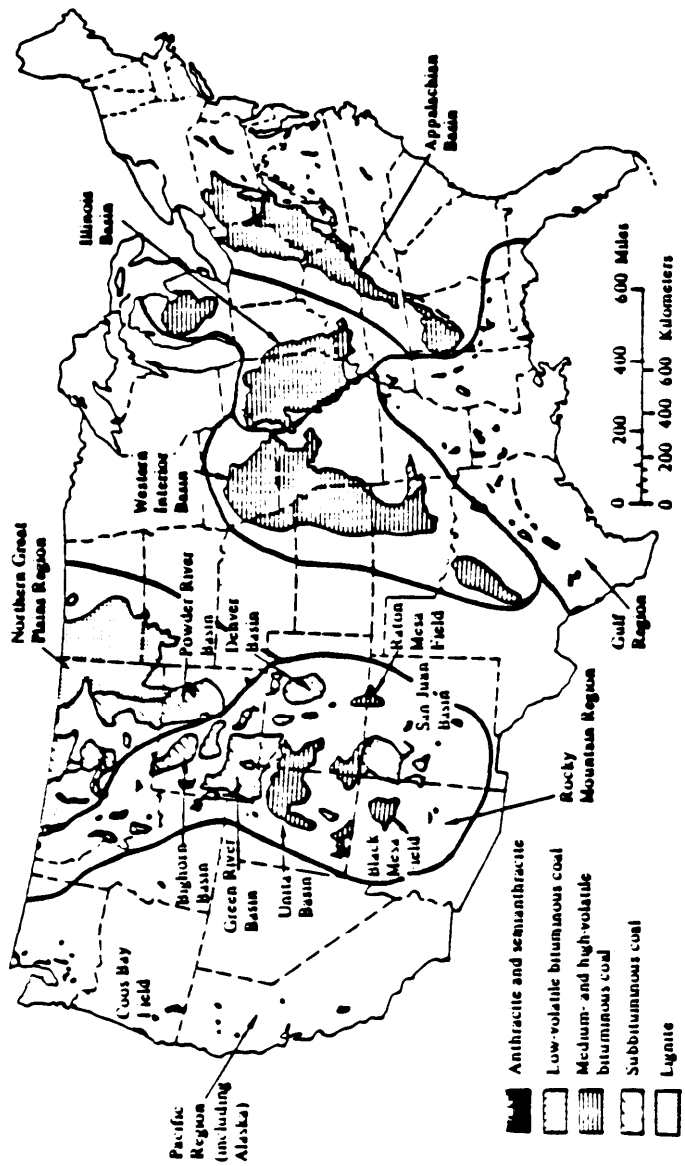 Northern Great
Plains Region
Powder River
Basin
Denver
Basin
Western
Interior
Basin
Illinois
Basin
Appalachian
Basin
Pacific
Region
(including
Alaska)
Coos Bay
Field
Bighorn
Basin
Green River
Basin
Uinta
Basin
Black
Mesa
Field
San Juan
Basin
Raton
Mesa
Field
Rocky
Mountain Region
Gulf
Region
0 200 400 600 Miles
0 200 400 600 Kilometers
Anthracite and semianthracite
Low-volatile bituminous coal
Medium- and high-volatile
bituminous coal
Subbituminous coal
Lignite